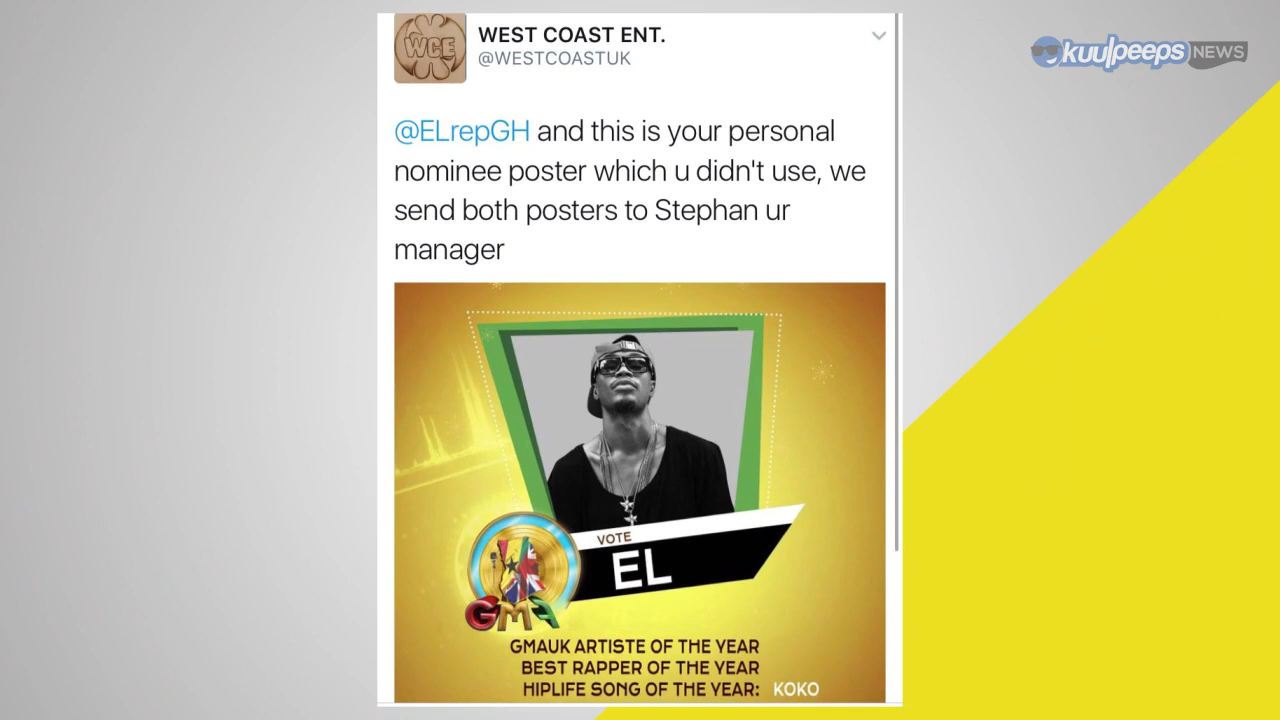 WCE
WEST COAST ENT.
@WESTCOASTUK
kuulpeeps NEWS
@ELrepGH and this is your personal
nominee poster which u didn't use, we
send both posters to Stephan ur
manager
VOTE
EL
GMA
GMAUK ARTISTE OF THE YEAR
BEST RAPPER OF THE YEAR
HIPLIFE SONG OF THE YEAR: KOKO